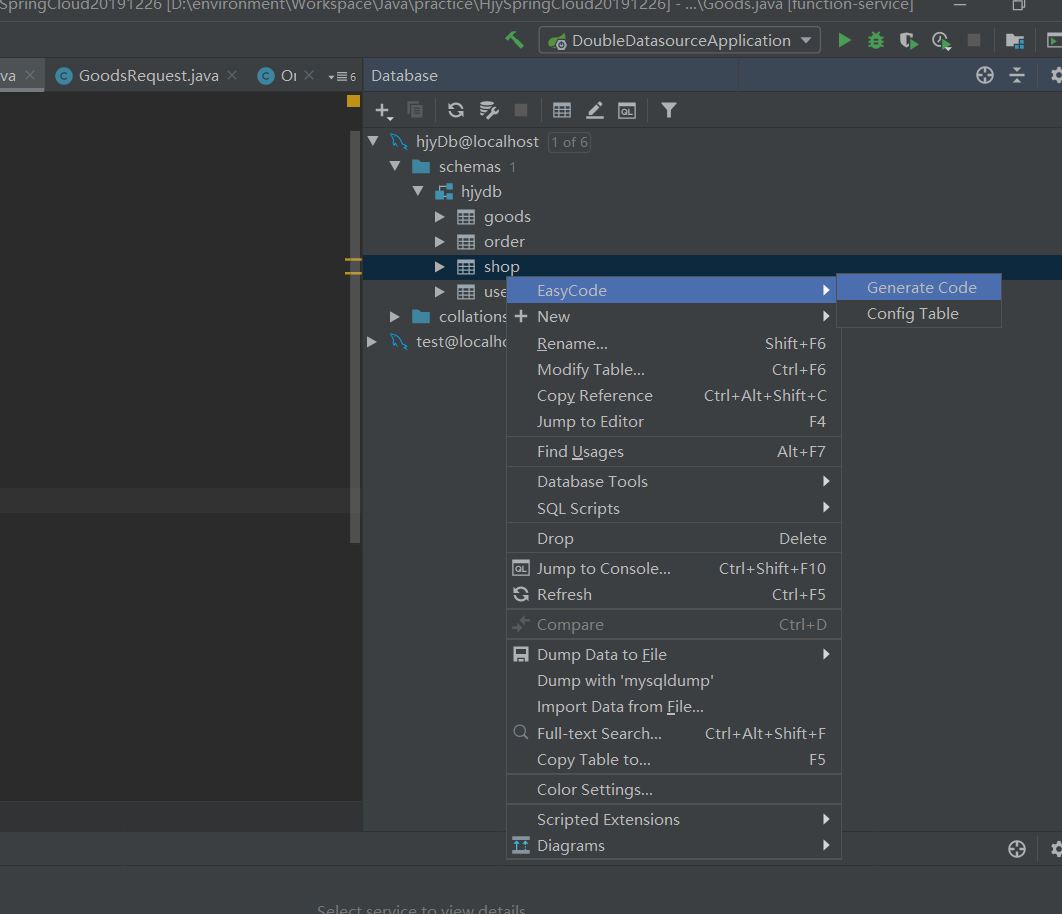 SpringCloud20191226 [D:\environment\Workspace\Java\practice\HjySpringCloud20191226] - ...\Goods.java [function-service]
DoubleDatasourceApplication
va
C GoodsRequest.java
C Or
6
Database
QL
hjyDb@localhost 1 of 6
schemas 1
hjydb
goods
order
shop
use
collations
test@localho
EasyCode
Generate Code
Config Table
New
Rename... Shift+F6
Modify Table... Ctrl+F6
Copy Reference Ctrl+Alt+Shift+C
Jump to Editor F4
Find Usages Alt+F7
Database Tools
SQL Scripts
Drop Delete
QL Jump to Console... Ctrl+Shift+F10
Refresh Ctrl+F5
Compare Ctrl+D
Dump Data to File
Dump with 'mysqldump'
Import Data from File...
Full-text Search... Ctrl+Alt+Shift+F
Copy Table to... F5
Color Settings...
Scripted Extensions
Diagrams
Select service to view details